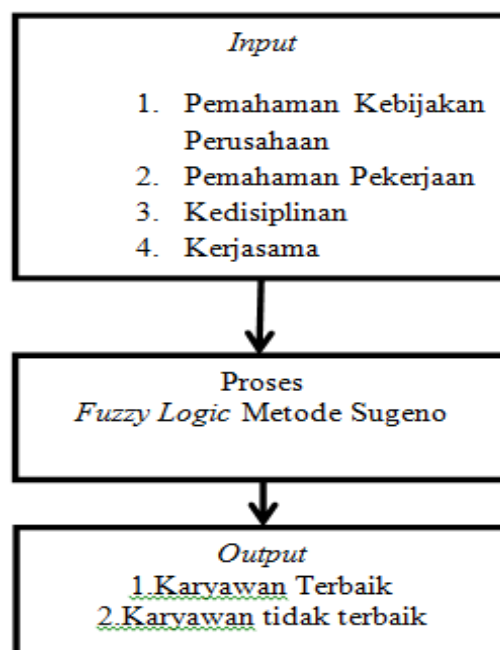 Input
1. Pemahaman Kebijakan
Perusahaan
2. Pemahaman Pekerjaan
3. Kedisiplinan
4. Kerjasama
Proses
Fuzzy Logic Metode Sugeno
Output
1.Karyawan Terbaik
2.Karyawan tidak terbaik